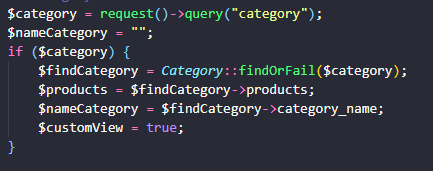 $category = request()->query("category");
$nameCategory = "";
if ($category) {
    $findCategory = Category::findOrFail($category);
    $products = $findCategory->products;
    $nameCategory = $findCategory->category_name;
    $customView = true;
}